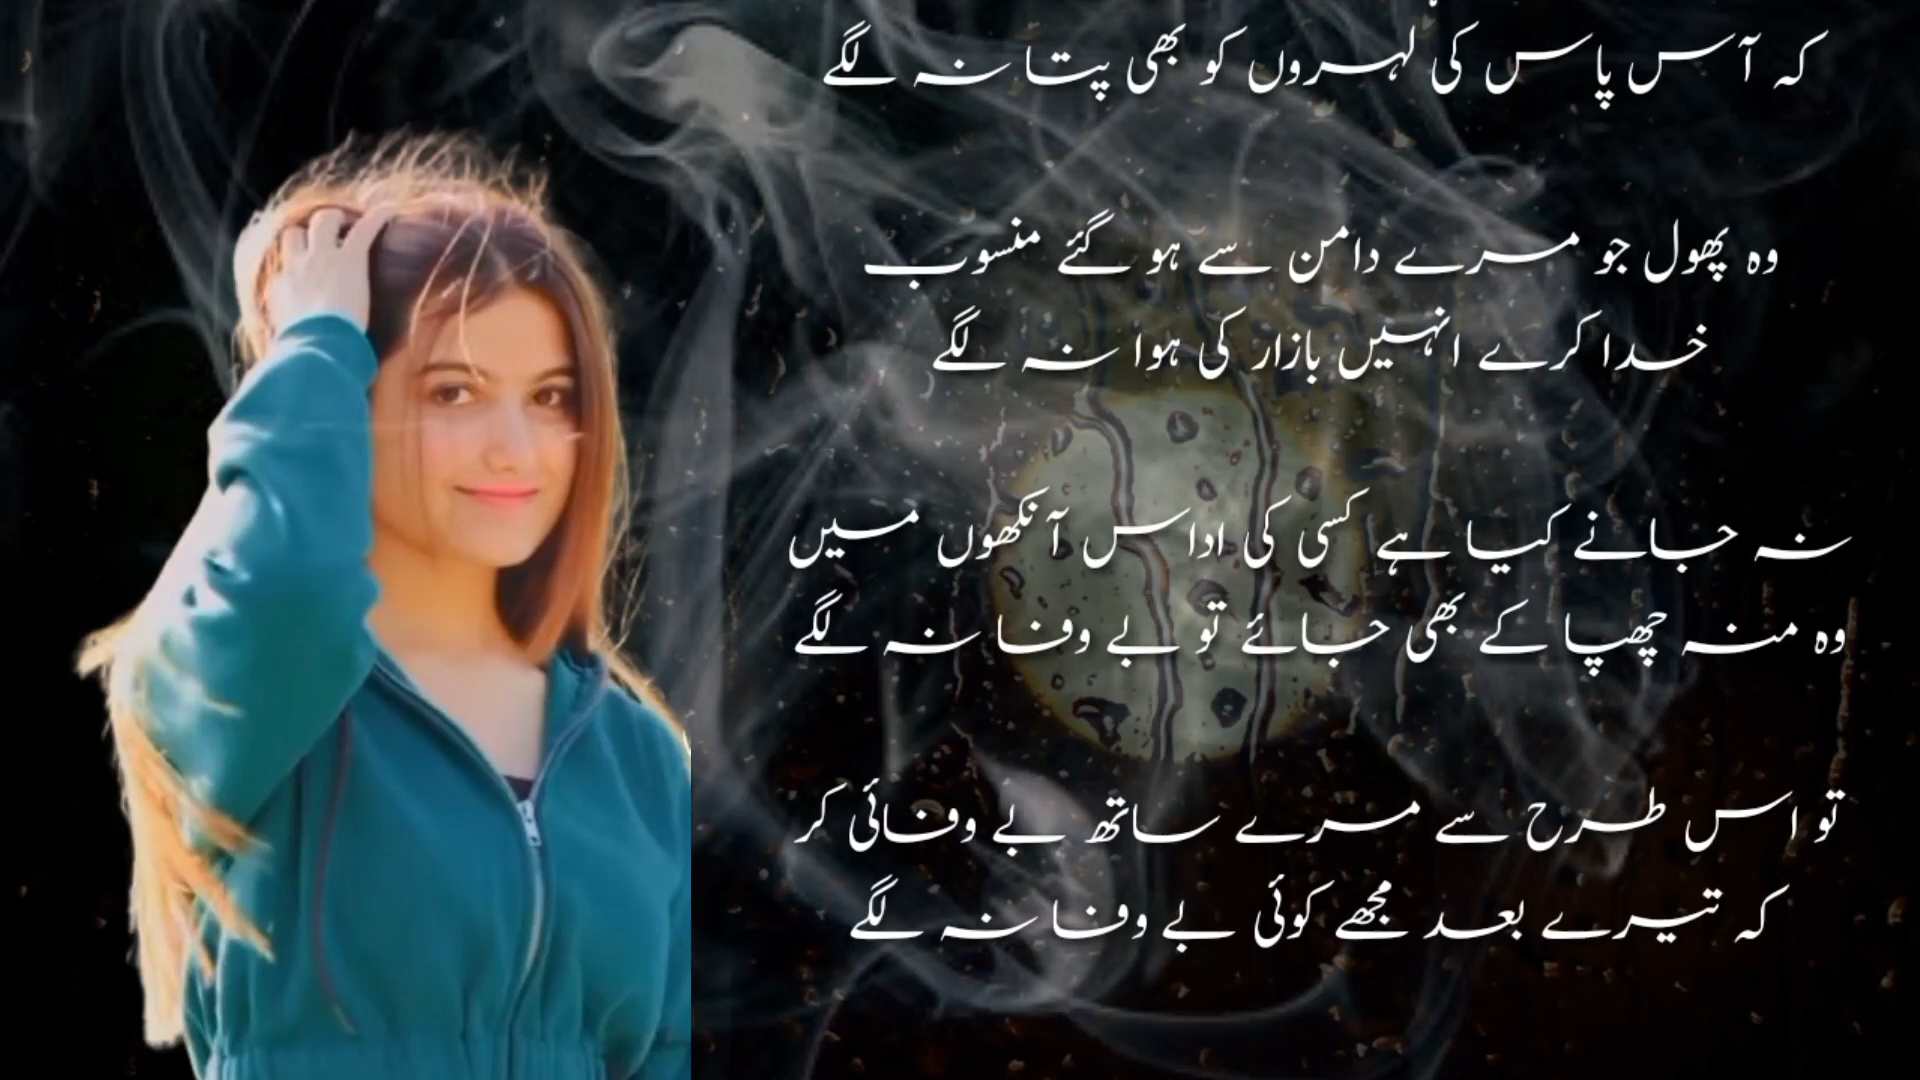 کہ آس پاس کی لہروں کو بھی پتا نہ لگے
وہ پھول جو مرے دامن سے ہو گئے منسوب
خدا کرے انہیں بازار کی ہوا نہ لگے
نہ جانے کیا ہے کسی کی اداس آنکھوں میں
وہ منہ چھپا کے بھی جائے تو بے وفا نہ لگے
تو اس طرح سے مرے ساتھ بے وفائی کر
کہ تیرے بعد مجھے کوئی بے وفا نہ لگے